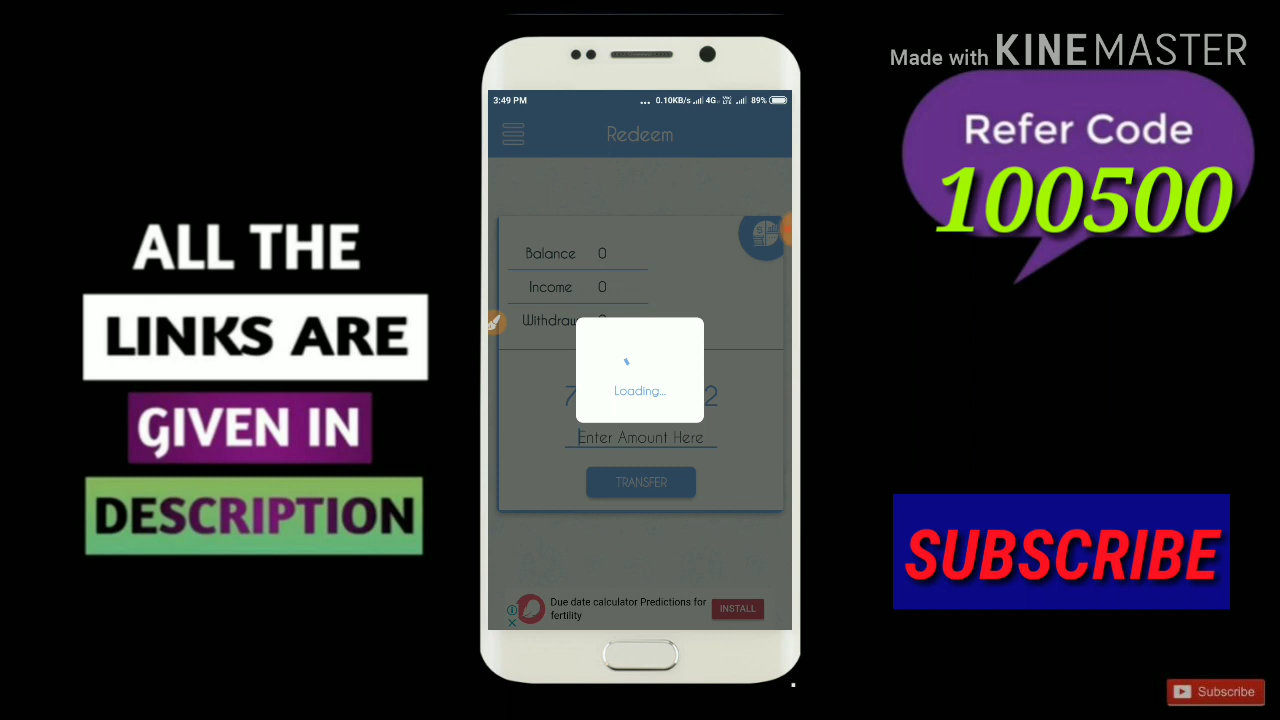 Made with KINEMASTER
Refer Code
100500
ALL THE
LINKS ARE
GIVEN IN
DESCRIPTION
3:49 PM
0.10KB/s 4G 89%
Redeem
Balance 0
Income 0
Withdraw
Loading...
7 2
Enter Amount Here
TRANSFER
Due date calculator Predictions for
fertility
INSTALL
SUBSCRIBE
Subscribe